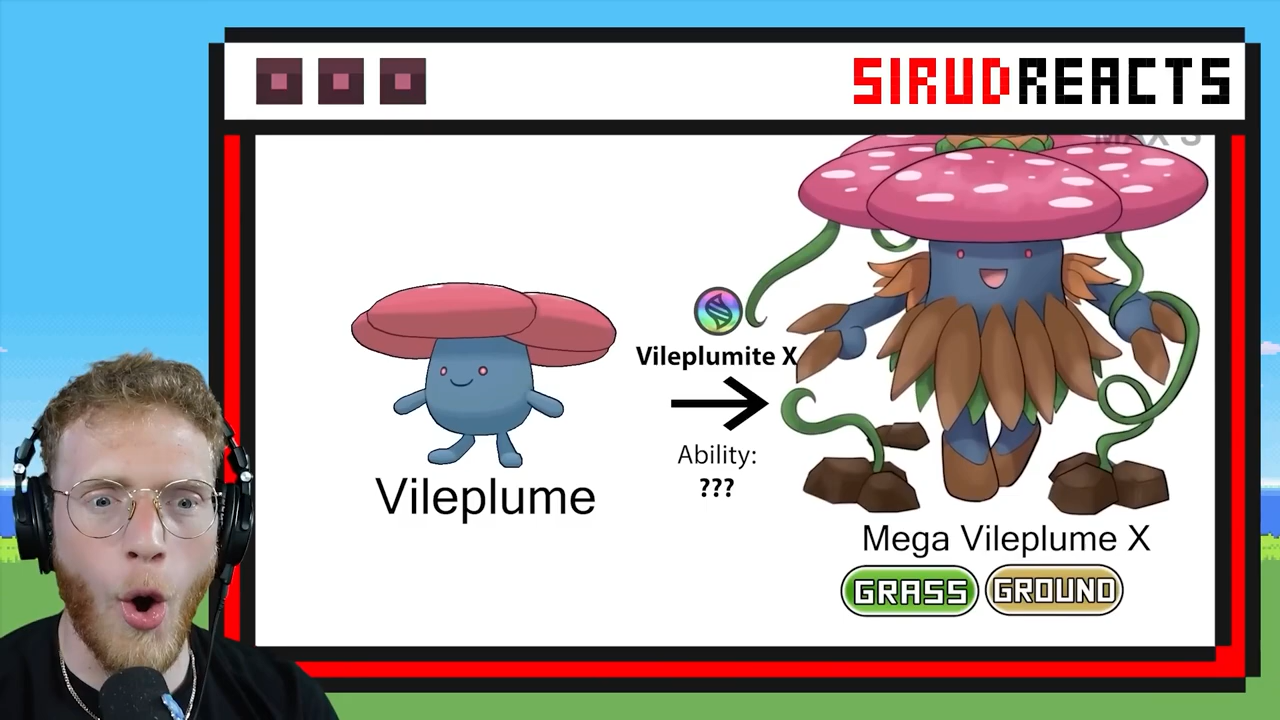 SIRUDREACTS
Vileplumite X
Ability:
???
Vileplume
Mega Vileplume X
GRASS GROUND